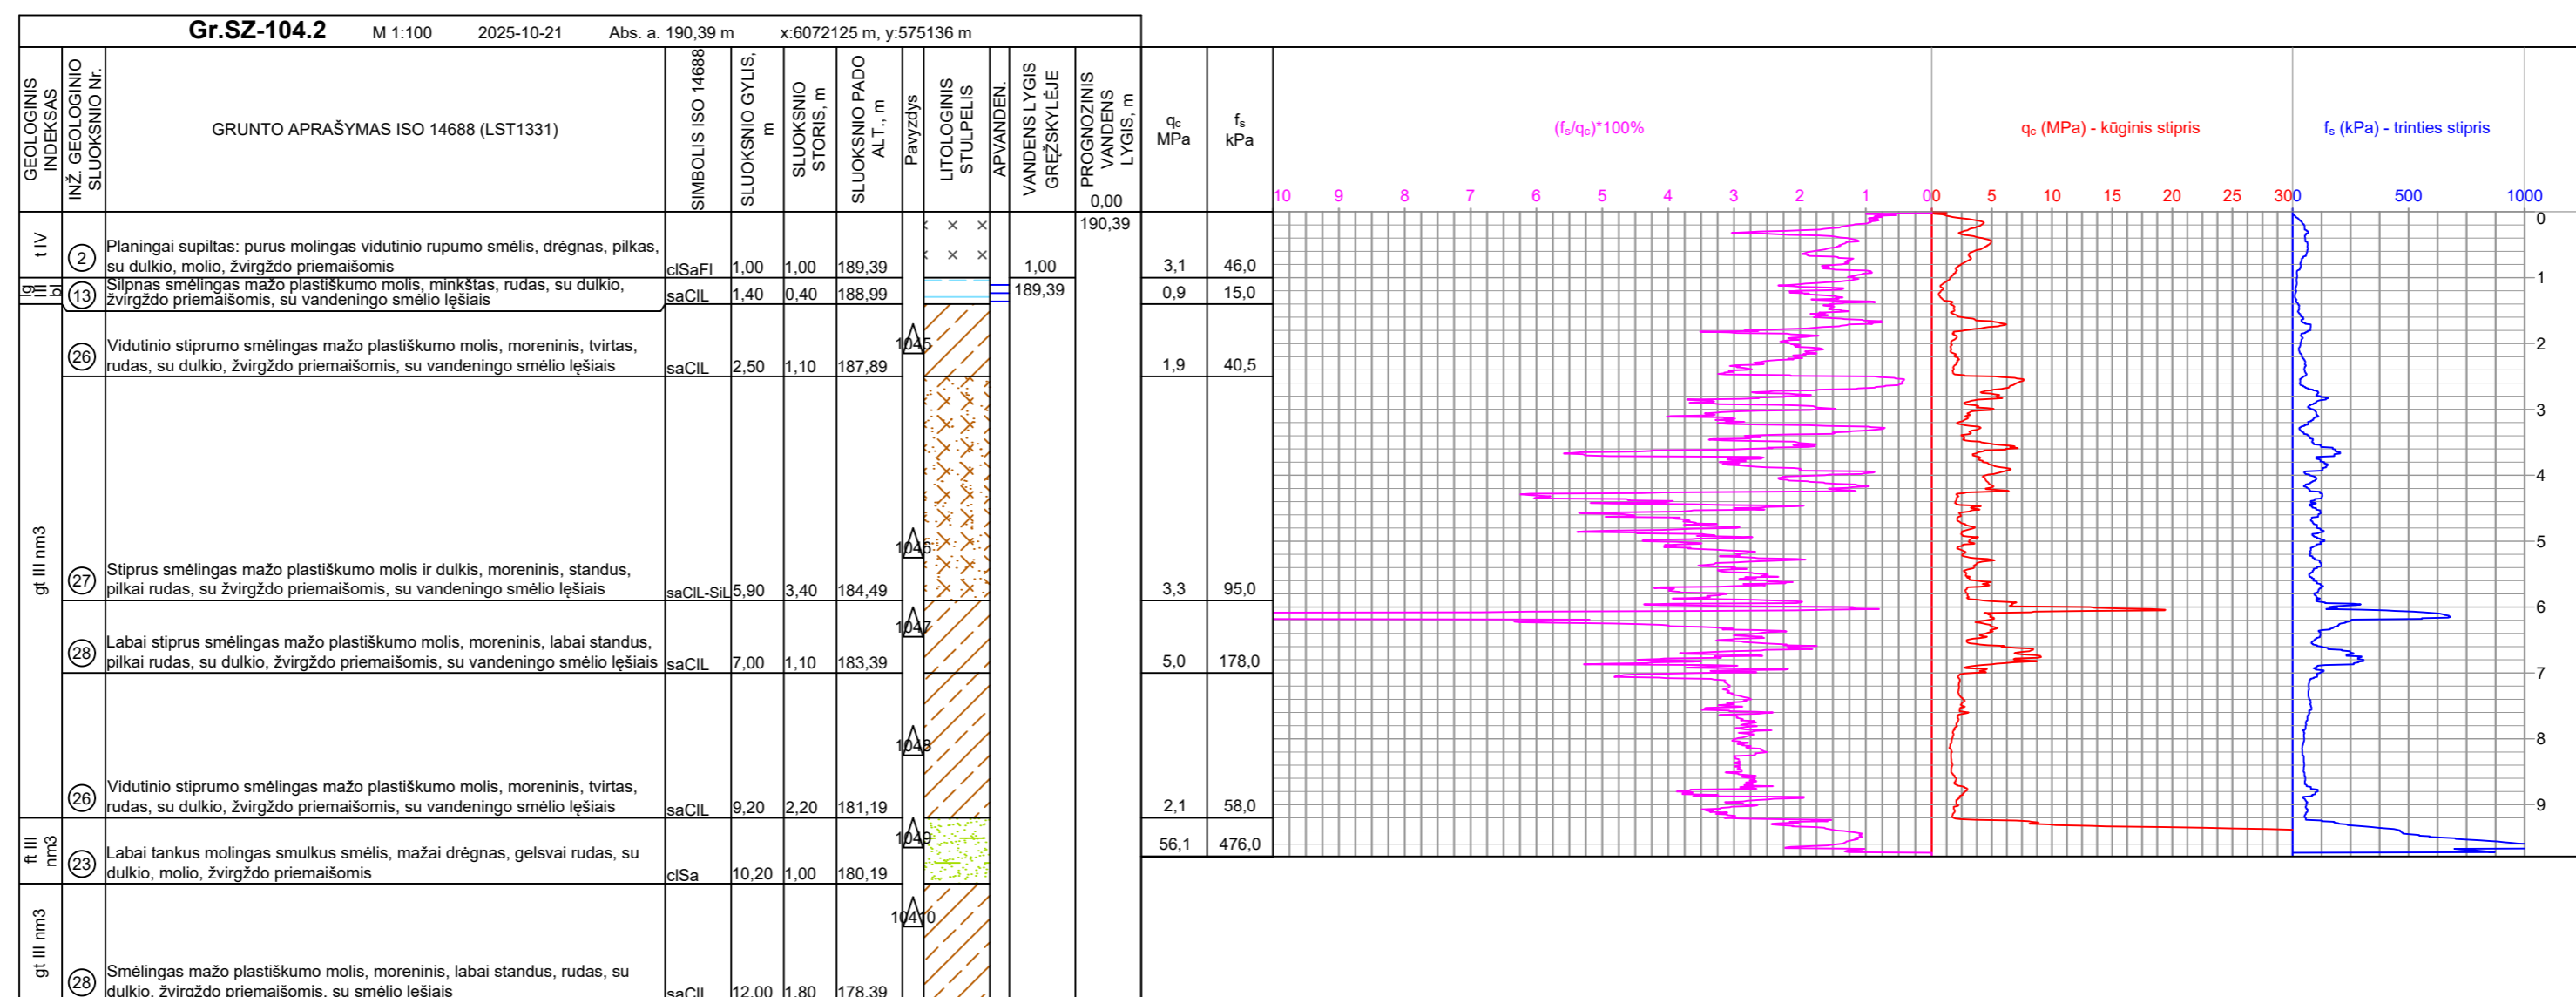 Gr.SZ-104.2 M 1:100 2025-10-21 Abs. a. 190,39 m x:6072125 m, y:575136 m
GEOLOGINIS
INDEKSAS
INŽ. GEOLOGINIO
SLUOKSNIO Nr.
GRUNTO APRAŠYMAS ISO 14688 (LST1331)
SIMBOLIS ISO 14688
SLUOKSNIO GYLIS,
m
SLUOKSNIO
STORIS, m
SLUOKSNIO PADO
ALT., m
Pavyzdys
LITOLOGINIS
STULPELIS
APVANDEN.
VANDENS LYGIS
GRĘŽSKYLĖJE
PROGNOZINIS
VANDENS
LYGIS, m
0,00
190,39
qc
MPa
fs
kPa
(fs/qc)*100%
qc (MPa) - kūginis stipris
fs (kPa) - trinties stipris
10 9 8 7 6 5 4 3 2 1 0
0 5 10 15 20 25 30
0 500 1000
t IV
2
Planingai supiltas: purus molingas vidutinio rupumo smėlis, drėgnas, pilkas,
su dulkio, molio, žvirgždo priemaišomis
clSaFl 1,00 1,00 189,39
1,00
189,39
3,1 46,0
lg III bl
13
Silpnas smėlingas mažo plastiškumo molis, minkštas, rudas, su dulkio,
žvirgždo priemaišomis, su vandeningo smėlio lęšiais
saClL 1,40 0,40 188,99
0,9 15,0
gt III nm3
26
Vidutinio stiprumo smėlingas mažo plastiškumo molis, moreninis, tvirtas,
rudas, su dulkio, žvirgždo priemaišomis, su vandeningo smėlio lęšiais
saClL 2,50 1,10 187,89
1045
1,9 40,5
27
Stiprus smėlingas mažo plastiškumo molis ir dulkis, moreninis, standus,
pilkai rudas, su žvirgždo priemaišomis, su vandeningo smėlio lęšiais
saClL-SiL 5,90 3,40 184,49
1046
3,3 95,0
28
Labai stiprus smėlingas mažo plastiškumo molis, moreninis, labai standus,
pilkai rudas, su dulkio, žvirgždo priemaišomis, su vandeningo smėlio lęšiais
saClL 7,00 1,10 183,39
1047
5,0 178,0
26
Vidutinio stiprumo smėlingas mažo plastiškumo molis, moreninis, tvirtas,
rudas, su dulkio, žvirgždo priemaišomis, su vandeningo smėlio lęšiais
saClL 9,20 2,20 181,19
1048
2,1 58,0
ft III
nm3
23
Labai tankus molingas smulkus smėlis, mažai drėgnas, gelsvai rudas, su
dulkio, molio, žvirgždo priemaišomis
clSa 10,20 1,00 180,19
1049
56,1 476,0
gt III nm3
28
Smėlingas mažo plastiškumo molis, moreninis, labai standus, rudas, su
dulkio, žvirgždo priemaišomis, su smėlio lęšiais
saClL 12,00 1,80 178,39
10410
0
1
2
3
4
5
6
7
8
9